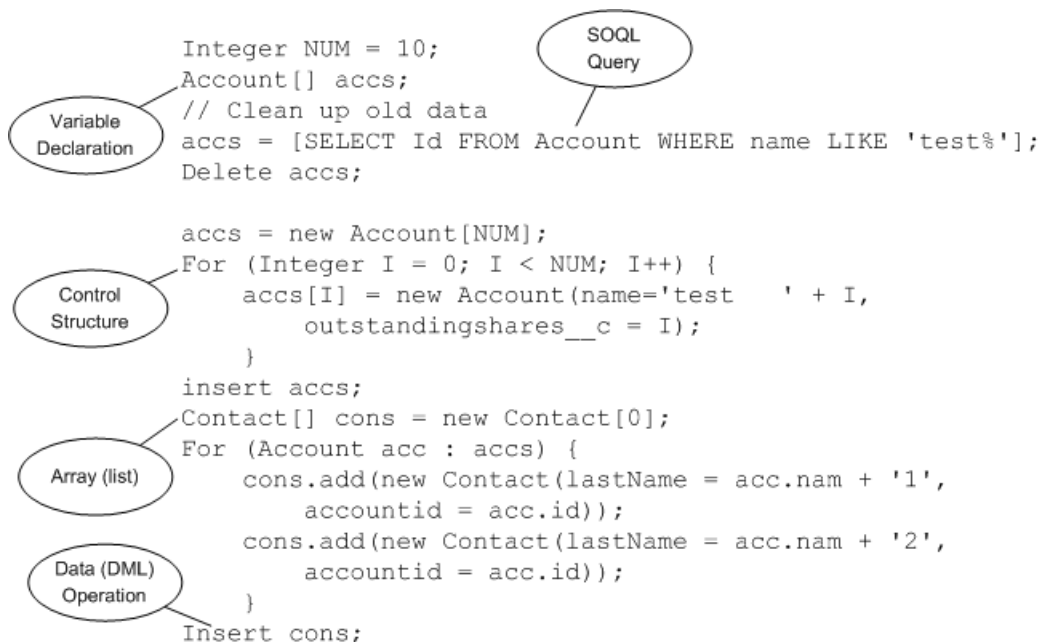 SOQL
Query
Integer NUM = 10;
Account[] accs;
// Clean up old data
Variable
Declaration
accs = [SELECT Id FROM Account WHERE name LIKE 'test%'];
Delete accs;
accs = new Account[NUM];
For (Integer I = 0; I < NUM; I++) {
Control
Structure
accs[I] = new Account(name='test   ' + I,
outstandingshares__c = I);
}
insert accs;
Contact[] cons = new Contact[0];
For (Account acc : accs) {
Array (list)
cons.add(new Contact(lastName = acc.nam + '1',
accountid = acc.id));
cons.add(new Contact(lastName = acc.nam + '2',
accountid = acc.id));
Data (DML)
Operation
}
Insert cons;